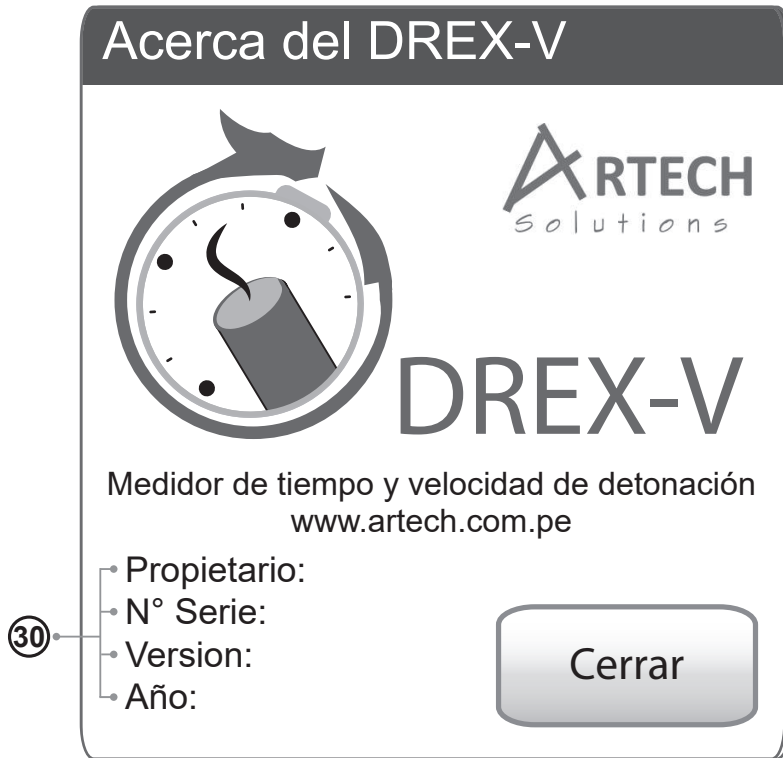 Acerca del DREX-V
ARTECH
Solutions
DREX-V
Medidor de tiempo y velocidad de detonación
www.artech.com.pe
Propietario:
N° Serie:
Version:
Año:
30
Cerrar